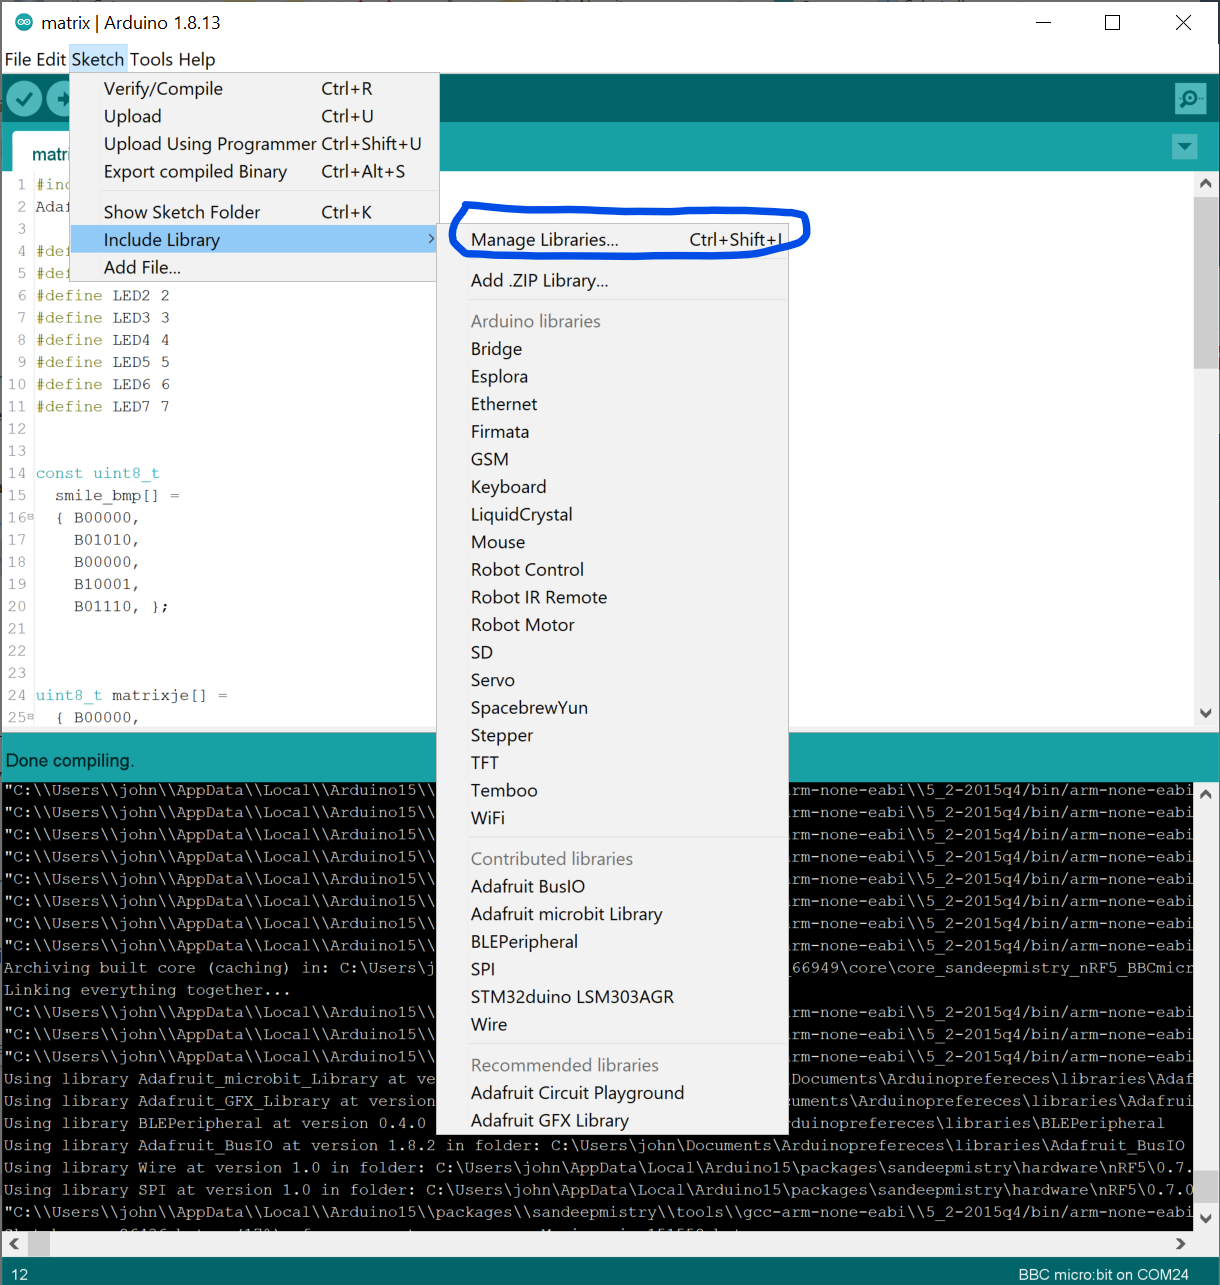 matrix | Arduino 1.8.13
File Edit Sketch Tools Help
Verify/Compile Ctrl+R
Upload Ctrl+U
Upload Using Programmer Ctrl+Shift+U
Export compiled Binary Ctrl+Alt+S
Show Sketch Folder Ctrl+K
Include Library
Add File...
Manage Libraries... Ctrl+Shift+I
Add .ZIP Library...
Arduino libraries
Bridge
Esplora
Ethernet
Firmata
GSM
Keyboard
LiquidCrystal
Mouse
Robot Control
Robot IR Remote
Robot Motor
SD
Servo
SpacebrewYun
Stepper
TFT
Temboo
WiFi
Contributed libraries
Adafruit BusIO
Adafruit microbit Library
BLEPeripheral
SPI
STM32duino LSM303AGR
Wire
Recommended libraries
Adafruit Circuit Playground
Adafruit GFX Library
matri
1 #inc
2 Adaf
3
4 #def
5 #def
6 #define LED2 2
7 #define LED3 3
8 #define LED4 4
9 #define LED5 5
10 #define LED6 6
11 #define LED7 7
12
13
14 const uint8_t
15 smile_bmp[] =
16 { B00000,
17 B01010,
18 B00000,
19 B10001,
20 B01110, };
21
22
23
24 uint8_t matrixje[] =
25 { B00000,
Done compiling.
"C:\\Users\\john\\AppData\\Local\\Arduino15\\ arm-none-eabi\\5_2-2015q4/bin/arm-none-eabi
"C:\\Users\\john\\AppData\\Local\\Arduino15\\ rm-none-eabi\\5_2-2015q4/bin/arm-none-eabi
"C:\\Users\\john\\AppData\\Local\\Arduino15\\ rm-none-eabi\\5_2-2015q4/bin/arm-none-eabi
"C:\\Users\\john\\AppData\\Local\\Arduino15\\ rm-none-eabi\\5_2-2015q4/bin/arm-none-eabi
"C:\\Users\\john\\AppData\\Local\\Arduino15\\ rm-none-eabi\\5_2-2015q4/bin/arm-none-eabi
"C:\\Users\\john\\AppData\\Local\\Arduino15\\ rm-none-eabi\\5_2-2015q4/bin/arm-none-eabi
"C:\\Users\\john\\AppData\\Local\\Arduino15\\ rm-none-eabi\\5_2-2015q4/bin/arm-none-eabi
"C:\\Users\\john\\AppData\\Local\\Arduino15\\ rm-none-eabi\\5_2-2015q4/bin/arm-none-eabi
Archiving built core (caching) in: C:\Users\j _66949\core\core_sandeepmistry_nRF5_BBCmicr
Linking everything together...
"C:\\Users\\john\\AppData\\Local\\Arduino15\\ rm-none-eabi\\5_2-2015q4/bin/arm-none-eabi
"C:\\Users\\john\\AppData\\Local\\Arduino15\\ rm-none-eabi\\5_2-2015q4/bin/arm-none-eabi
"C:\\Users\\john\\AppData\\Local\\Arduino15\\ rm-none-eabi\\5_2-2015q4/bin/arm-none-eabi
Using library Adafruit_microbit_Library at ve Documents\Arduinoprefereces\libraries\Adaf
Using library Adafruit_GFX_Library at version uments\Arduinoprefereces\libraries\Adafrui
Using library BLEPeripheral at version 0.4.0 rduinoprefereces\libraries\BLEPeripheral
Using library Adafruit_BusIO at version 1.8.2 in folder: C:\Users\john\Documents\Arduinoprefereces\libraries\Adafruit_BusIO
Using library Wire at version 1.0 in folder: C:\Users\john\AppData\Local\Arduino15\packages\sandeepmistry\hardware\nRF5\0.7.
Using library SPI at version 1.0 in folder: C:\Users\john\AppData\Local\Arduino15\packages\sandeepmistry\hardware\nRF5\0.7.0
"C:\\Users\\john\\AppData\\Local\\Arduino15\\packages\\sandeepmistry\\tools\\gcc-arm-none-eabi\\5_2-2015q4/bin/arm-none-eabi
12
BBC micro:bit on COM24